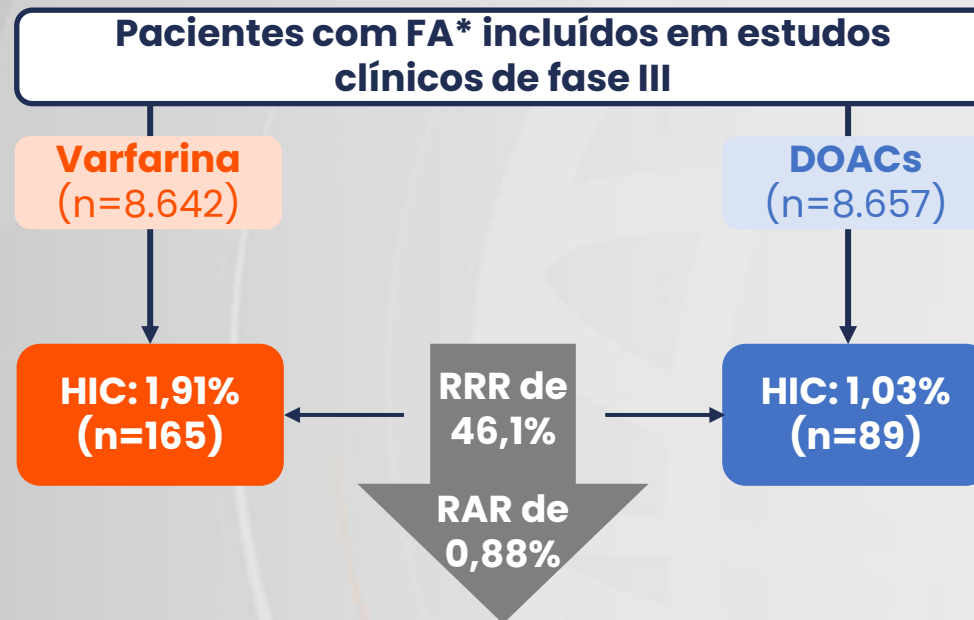 Pacientes com FA* incluídos em estudos
clínicos de fase III
Varfarina
(n=8.642)
DOACs
(n=8.657)
HIC: 1,91%
(n=165)
RRR de
46,1%
RAR de
0,88%
HIC: 1,03%
(n=89)